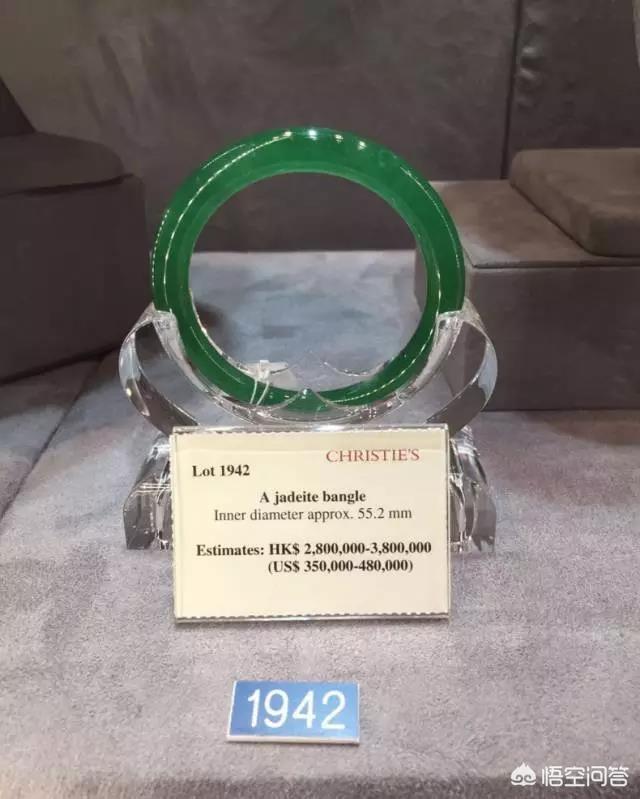 CHRISTIE'S
Lot 1942
A jadeite bangle
Inner diameter approx. 55.2 mm
Estimates: HK$ 2,800,000-3,800,000
(US$ 350,000-480,000)
1942
悟空问答